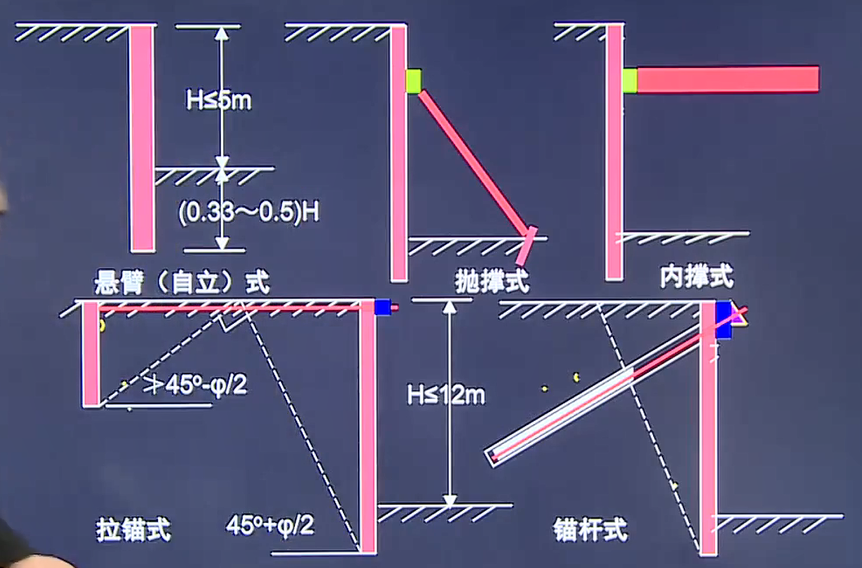 H≤5m
(0.33～0.5)H
悬臂（自立）式
抛撑式
内撑式
>45º-φ/2
H≤12m
拉锚式
45º+φ/2
锚杆式